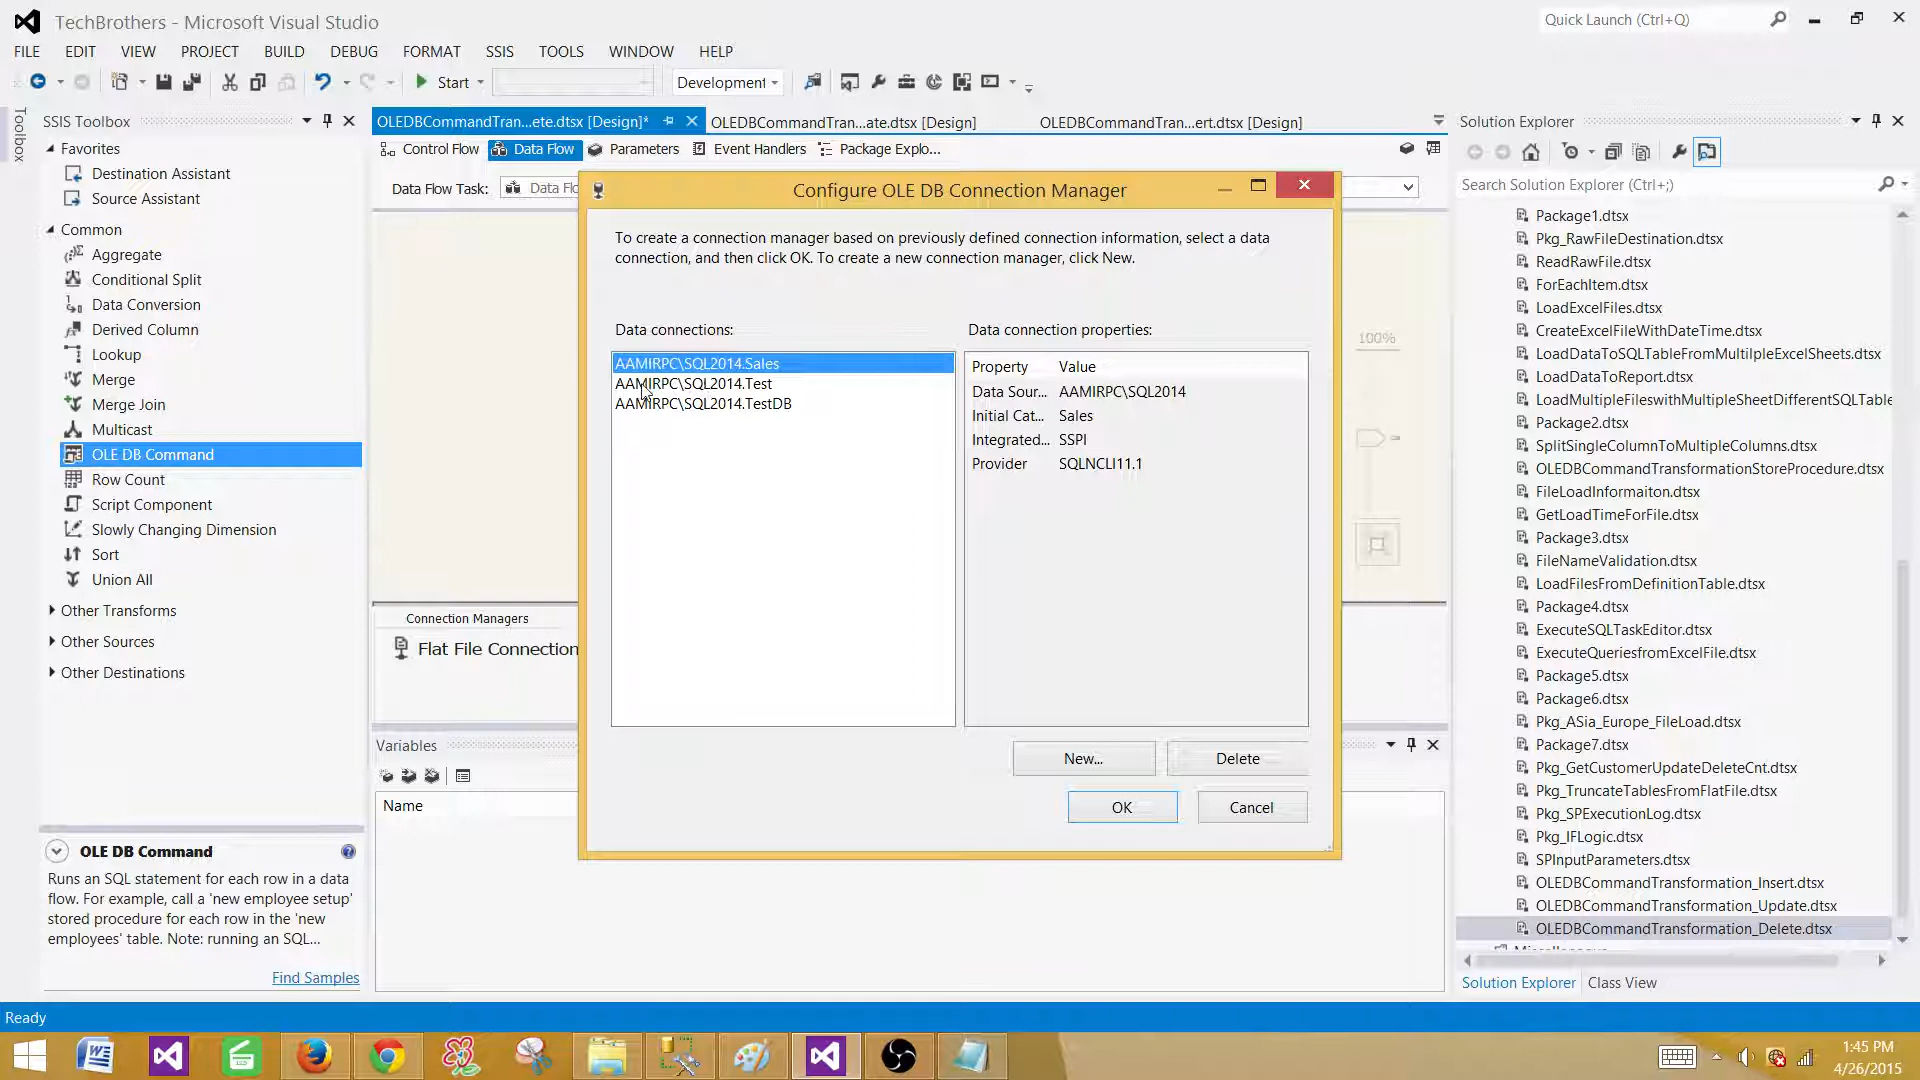 TechBrothers - Microsoft Visual Studio
Quick Launch (Ctrl+Q)
FILE EDIT VIEW PROJECT BUILD DEBUG FORMAT SSIS TOOLS WINDOW HELP
Start Development
Toolbox
SSIS Toolbox
Favorites
Destination Assistant
Source Assistant
Common
Aggregate
Conditional Split
Data Conversion
Derived Column
Lookup
Merge
Merge Join
Multicast
OLE DB Command
Row Count
Script Component
Slowly Changing Dimension
Sort
Union All
Other Transforms
Other Sources
Other Destinations
OLE DB Command
Runs an SQL statement for each row in a data
flow. For example, call a 'new employee setup'
stored procedure for each row in the 'new
employees' table. Note: running an SQL...
Find Samples
OLEDBCommandTran...ete.dtsx [Design]* OLEDBCommandTran...ate.dtsx [Design] OLEDBCommandTran...ert.dtsx [Design]
Control Flow Data Flow Parameters Event Handlers Package Explo...
Data Flow Task: Data Flo
100%
Connection Managers
Flat File Connection
Variables
Name
Configure OLE DB Connection Manager
To create a connection manager based on previously defined connection information, select a data
connection, and then click OK. To create a new connection manager, click New.
Data connections:
AAMIRPC\SQL2014.Sales
AAMIRPC\SQL2014.Test
AAMIRPC\SQL2014.TestDB
Data connection properties:
Property Value
Data Sour... AAMIRPC\SQL2014
Initial Cat... Sales
Integrated... SSPI
Provider SQLNCLI11.1
New... Delete
OK Cancel
Solution Explorer
Search Solution Explorer (Ctrl+;)
Package1.dtsx
Pkg_RawFileDestination.dtsx
ReadRawFile.dtsx
ForEachItem.dtsx
LoadExcelFiles.dtsx
CreateExcelFileWithDateTime.dtsx
LoadDataToSQLTableFromMultilpleExcelSheets.dtsx
LoadDataToReport.dtsx
LoadMultipleFileswithMultipleSheetDifferentSQLTable
Package2.dtsx
SplitSingleColumnToMultipleColumns.dtsx
OLEDBCommandTransformationStoreProcedure.dtsx
FileLoadInformaiton.dtsx
GetLoadTimeForFile.dtsx
Package3.dtsx
FileNameValidation.dtsx
LoadFilesFromDefinitionTable.dtsx
Package4.dtsx
ExecuteSQLTaskEditor.dtsx
ExecuteQueriesfromExcelFile.dtsx
Package5.dtsx
Package6.dtsx
Pkg_ASia_Europe_FileLoad.dtsx
Package7.dtsx
Pkg_GetCustomerUpdateDeleteCnt.dtsx
Pkg_TruncateTablesFromFlatFile.dtsx
Pkg_SPExecutionLog.dtsx
Pkg_IFLogic.dtsx
SPInputParameters.dtsx
OLEDBCommandTransformation_Insert.dtsx
OLEDBCommandTransformation_Update.dtsx
OLEDBCommandTransformation_Delete.dtsx
Solution Explorer Class View
Ready
1:45 PM
4/26/2015